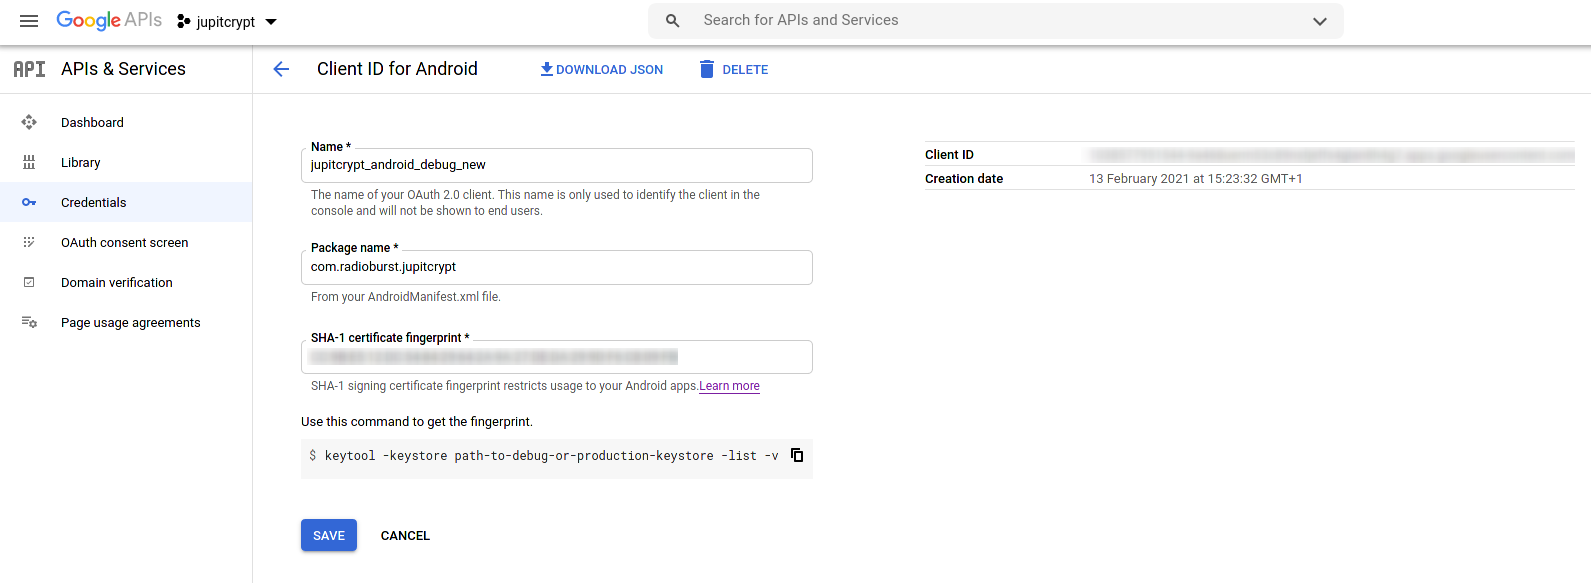 Google APIs
jupitcrypt
Search for APIs and Services
API
APIs & Services
Client ID for Android
DOWNLOAD JSON
DELETE
Dashboard
Library
Credentials
OAuth consent screen
Domain verification
Page usage agreements
Name *
jupitcrypt_android_debug_new
The name of your OAuth 2.0 client. This name is only used to identify the client in the
console and will not be shown to end users.
Package name *
com.radioburst.jupitcrypt
From your AndroidManifest.xml file.
SHA-1 certificate fingerprint *
SHA-1 signing certificate fingerprint restricts usage to your Android apps.Learn more
Use this command to get the fingerprint.
$ keytool -keystore path-to-debug-or-production-keystore -list -v
SAVE
CANCEL
Client ID
Creation date 13 February 2021 at 15:23:32 GMT+1